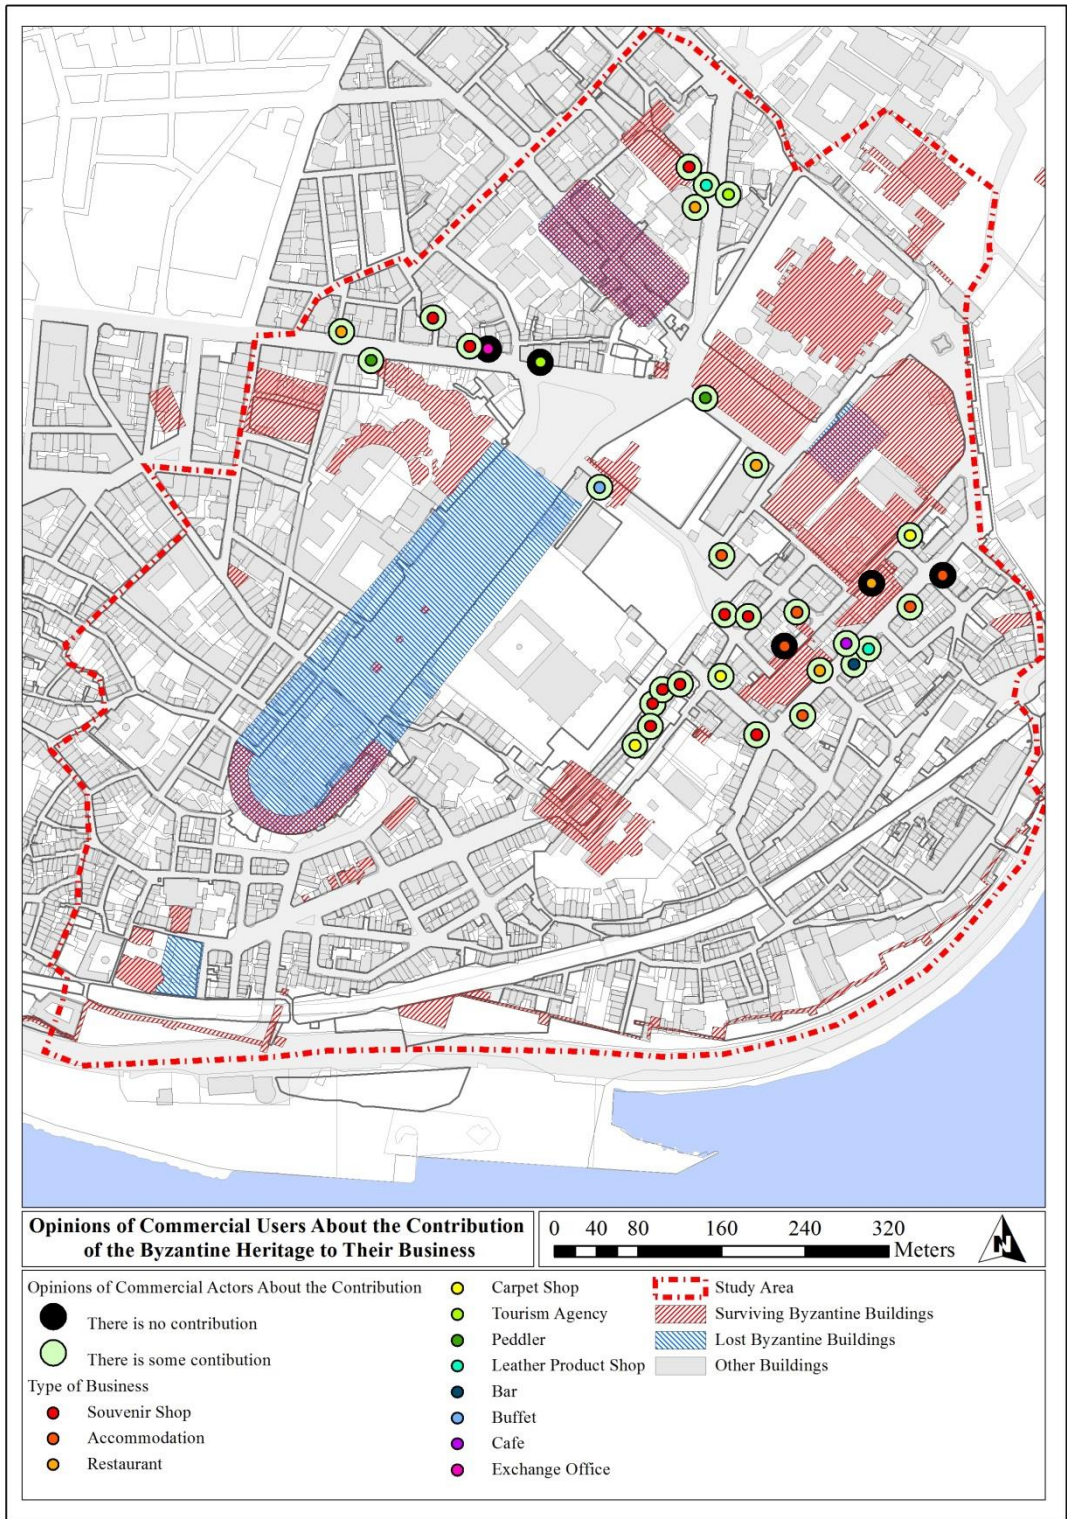 Opinions of Commercial Users About the Contribution
of the Byzantine Heritage to Their Business
0 40 80 160 240 320
Meters
N
Opinions of Commercial Actors About the Contribution
There is no contribution
There is some contibution
Type of Business
Souvenir Shop
Accommodation
Restaurant
Carpet Shop
Tourism Agency
Peddler
Leather Product Shop
Bar
Buffet
Cafe
Exchange Office
Study Area
Surviving Byzantine Buildings
Lost Byzantine Buildings
Other Buildings